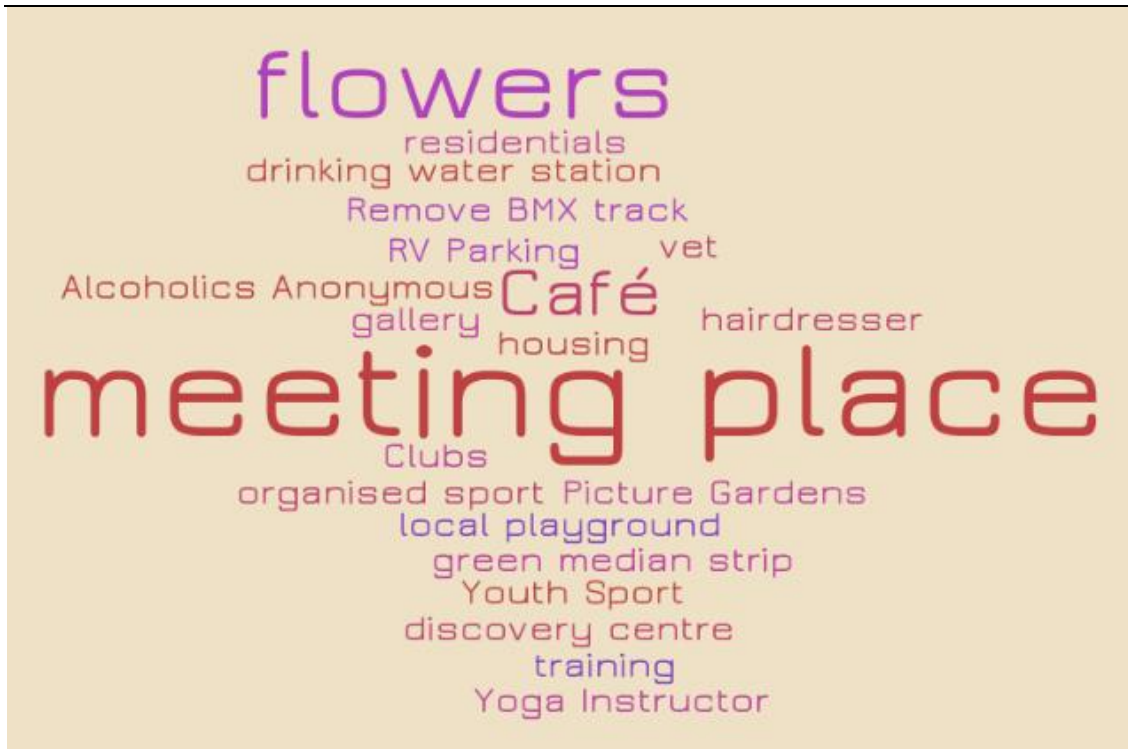 flowers
residentials
drinking water station
Remove BMX track
RV Parking
vet
Alcoholics Anonymous
Café
gallery
hairdresser
housing
meeting place
Clubs
organised sport
Picture Gardens
local playground
green median strip
Youth Sport
discovery centre
training
Yoga Instructor